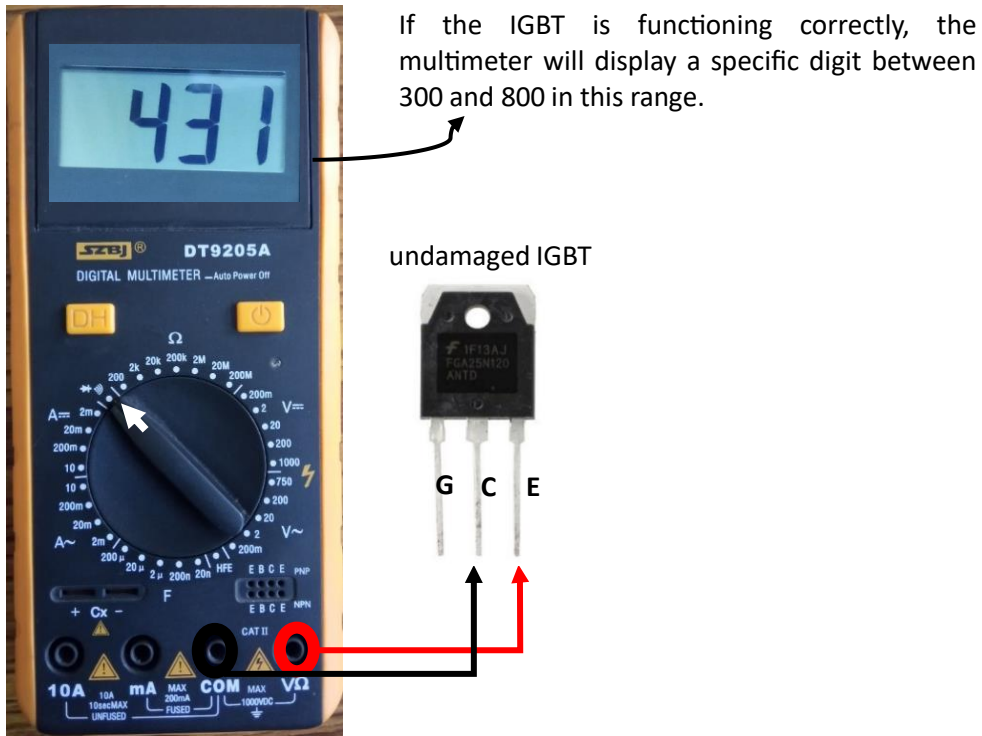 If the IGBT is functioning correctly, the
multimeter will display a specific digit between
300 and 800 in this range.
431
SZBJ ®
DT9205A
DIGITAL MULTIMETER – Auto Power Off
DH
Ω
200 2k 20k 200k 2M 20M 200M
A 2m 20m 200m 10
10 200m 20m 2m 200µ A~
20µ 2µ 200n 20n F
HFE
200m 2 20 200 1000 V
750 200 20 2 200m V~
E B C E PNP
E B C E NPN
+ Cx -
CAT II
10A mA COM VΩ
10A
10secMAX
UNFUSED
MAX
200mA
FUSED
MAX
1000VDC
undamaged IGBT
F 1F13AJ
FGA25N120
ANTD
G C E